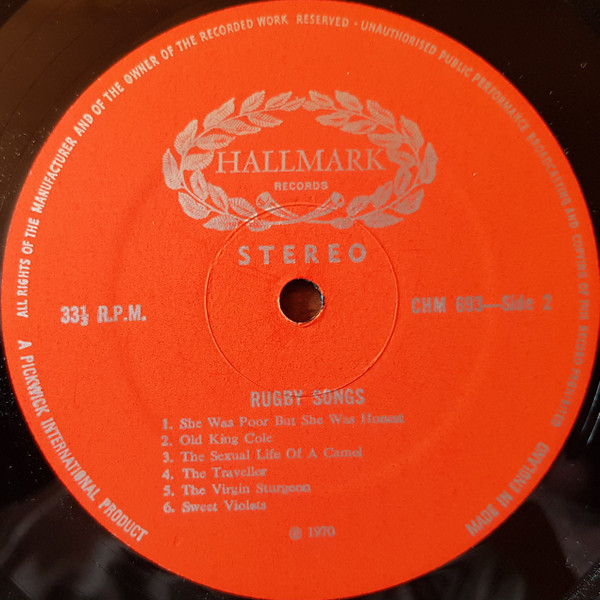 ALL RIGHTS OF THE MANUFACTURER AND OF THE OWNER OF THE RECORDED WORK RESERVED · UNAUTHORISED PUBLIC PERFORMANCE BROADCASTING AND COPYING OF THIS RECORD PROHIBITED
HALLMARK
RECORDS
STEREO
33⅓ R.P.M.
CHM 693—Side 2
RUGBY SONGS
1. She Was Poor But She Was Honest
2. Old King Cole
3. The Sexual Life Of A Camel
4. The Traveller
5. The Virgin Sturgeon
6. Sweet Violets
℗ 1970
A PICKWICK INTERNATIONAL PRODUCT
MADE IN ENGLAND